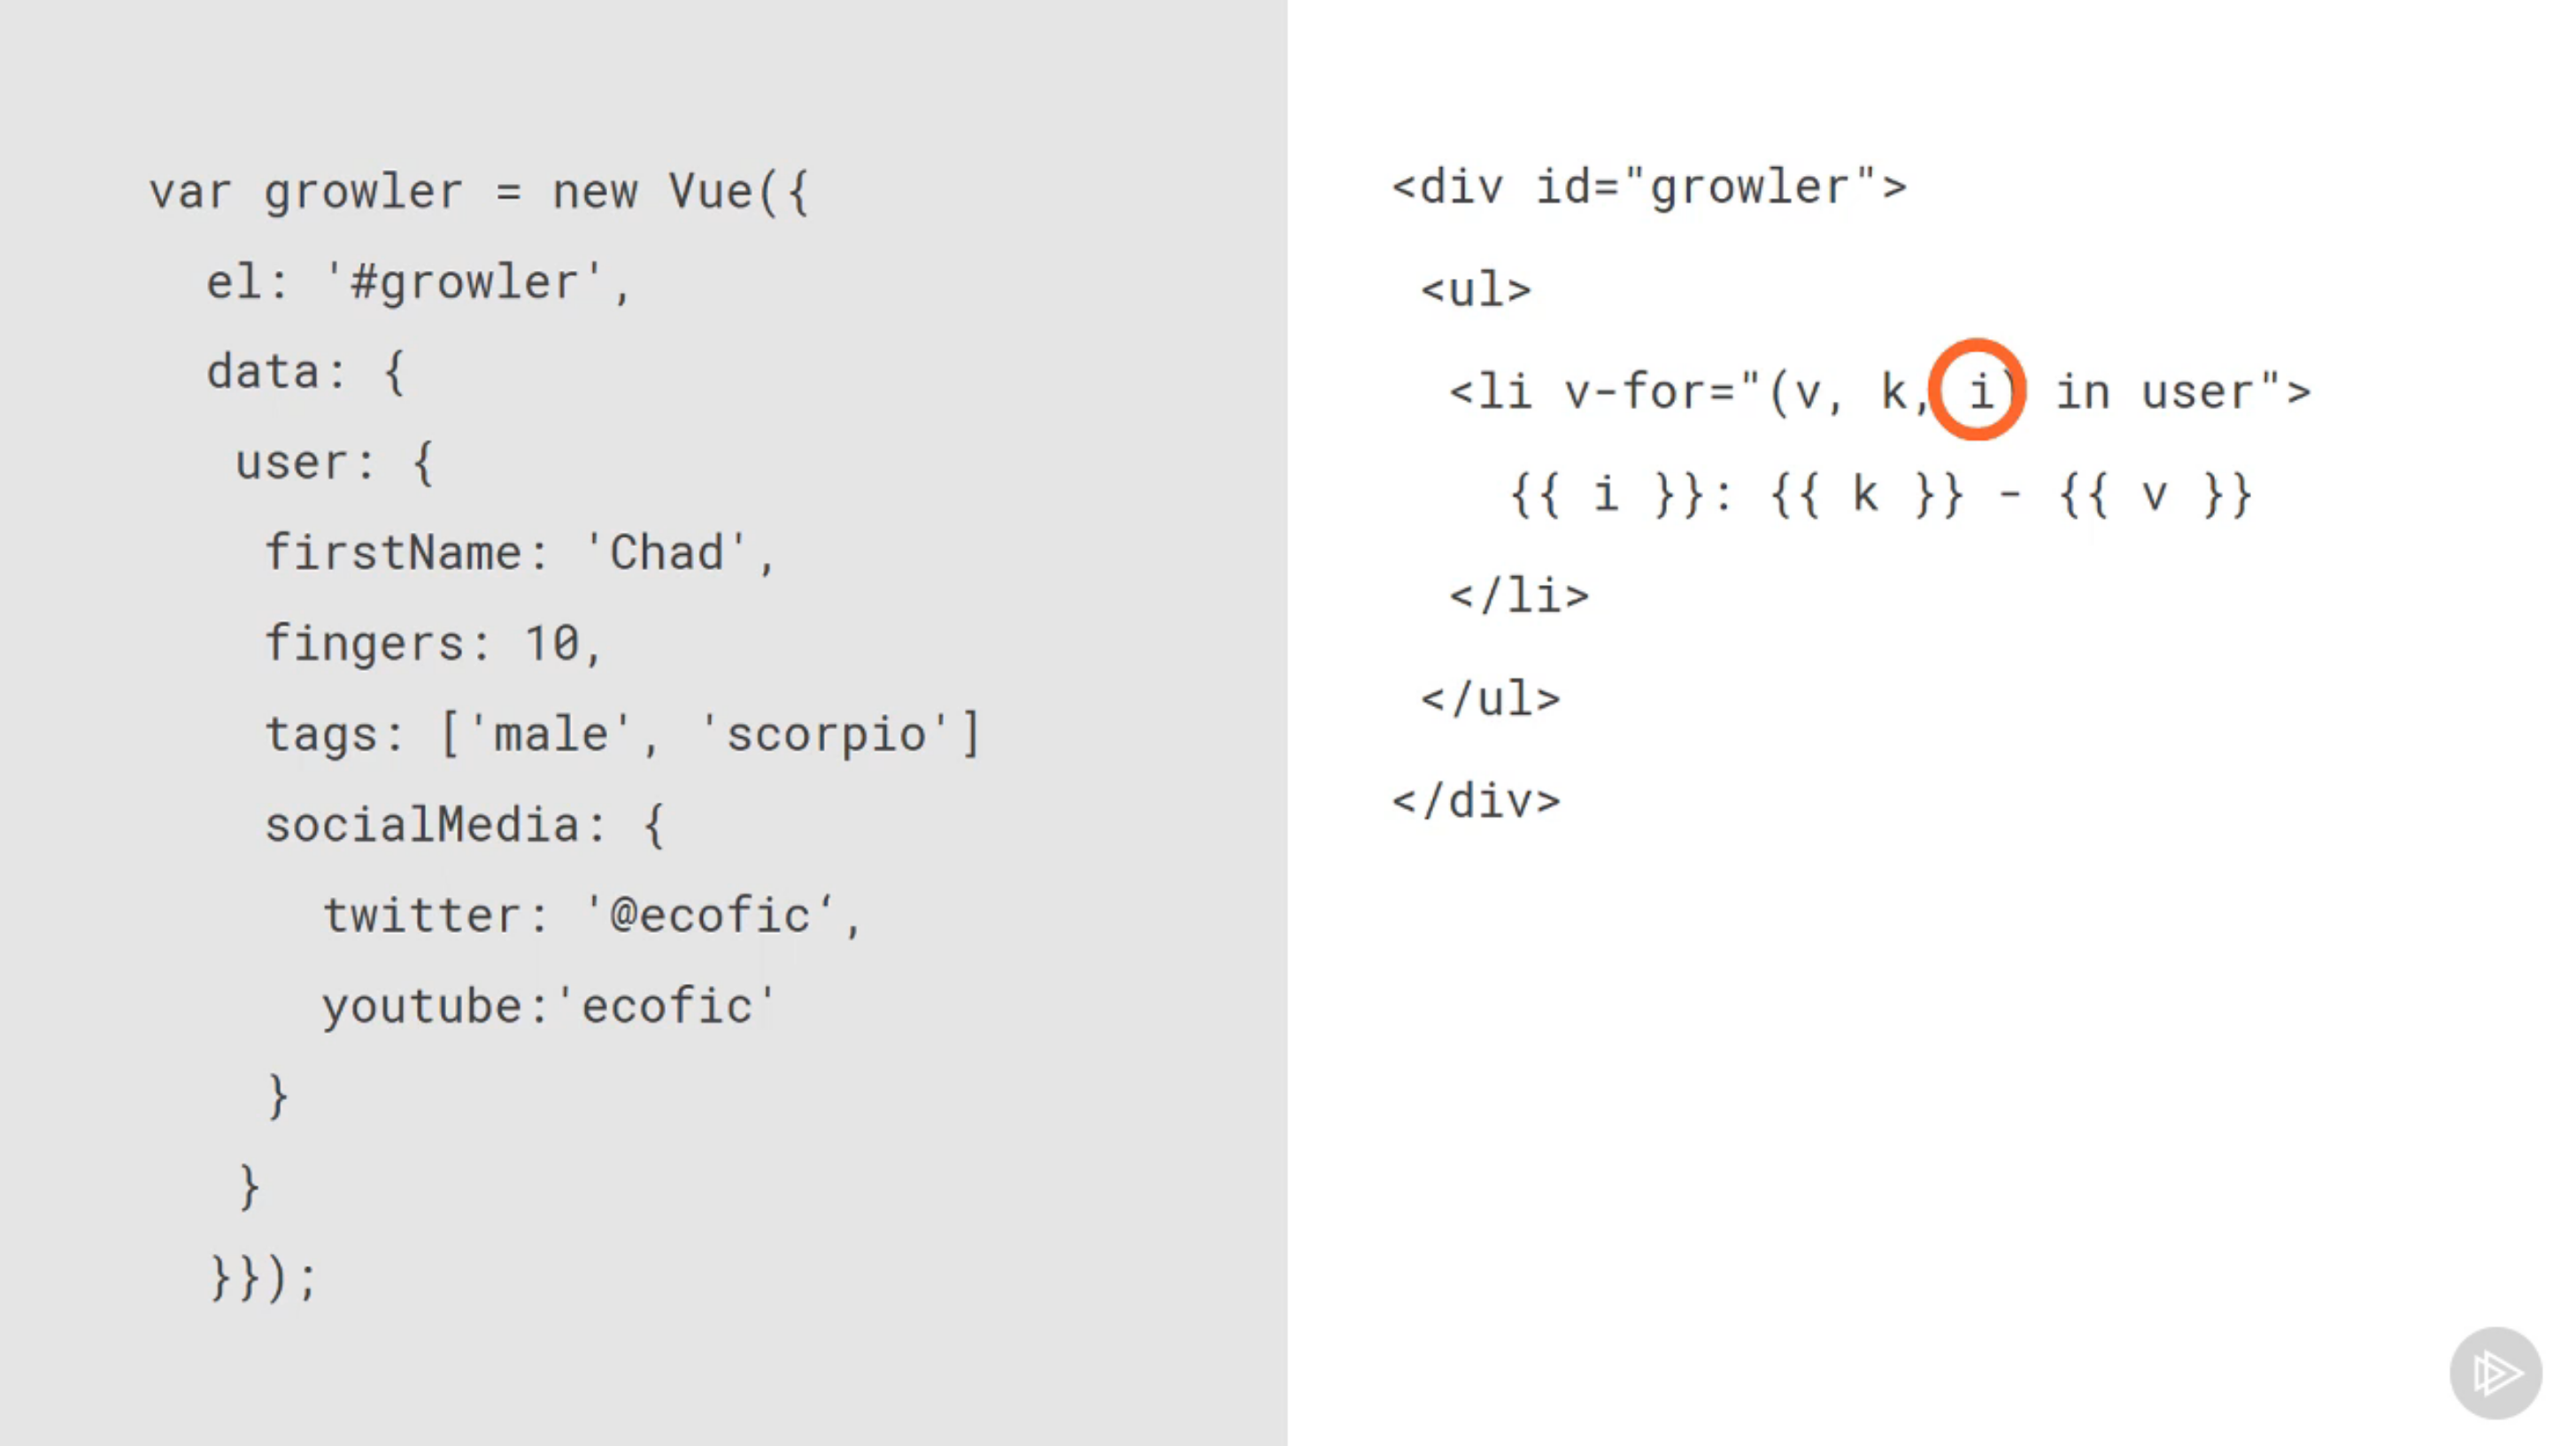 var growler = new Vue({
el: '#growler',
data: {
user: {
firstName: 'Chad',
fingers: 10,
tags: ['male', 'scorpio']
socialMedia: {
twitter: '@ecofic‘,
youtube:'ecofic'
}
}
}});
<div id="growler">
<ul>
<li v-for="(v, k, i) in user">
{{ i }}: {{ k }} - {{ v }}
</li>
</ul>
</div>